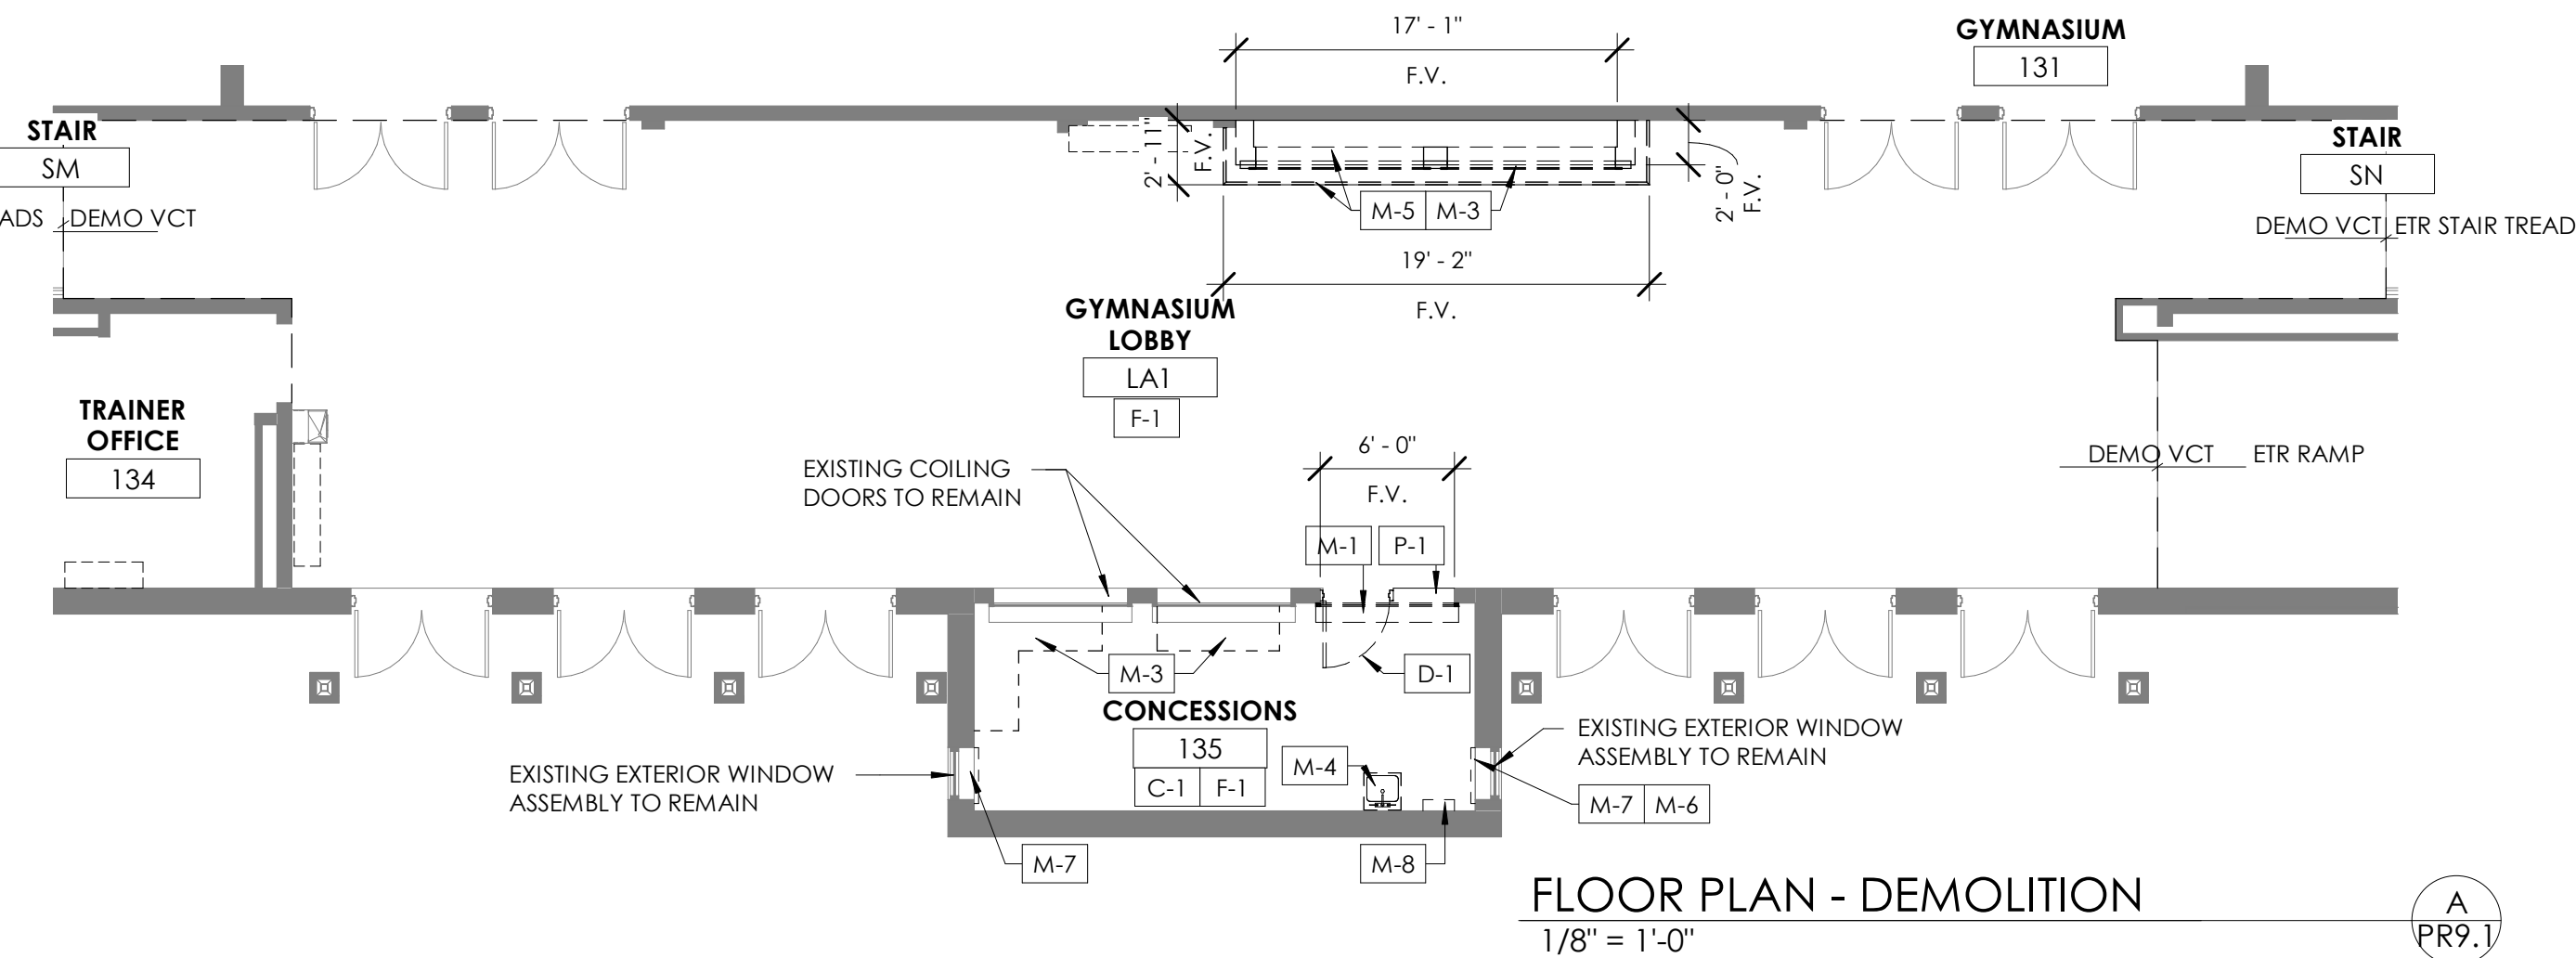 17' - 1"
F.V.
GYMNASIUM
131
STAIR
SM
ADS
DEMO VCT
2' - 11"
F.V.
M-5
M-3
2' - 0"
F.V.
STAIR
SN
DEMO VCT
ETR STAIR TREAD
19' - 2"
F.V.
GYMNASIUM
LOBBY
LA1
F-1
TRAINER
OFFICE
134
EXISTING COILING
DOORS TO REMAIN
6' - 0"
F.V.
M-1
P-1
DEMO VCT
ETR RAMP
M-3
D-1
CONCESSIONS
135
C-1
F-1
M-4
EXISTING EXTERIOR WINDOW
ASSEMBLY TO REMAIN
EXISTING EXTERIOR WINDOW
ASSEMBLY TO REMAIN
M-7
M-6
M-7
M-8
FLOOR PLAN - DEMOLITION
1/8" = 1'-0"
A
PR9.1